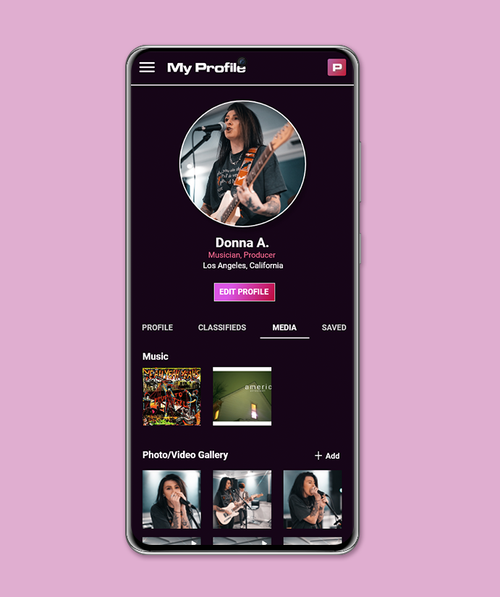 My Profile
P
Donna A.
Musician, Producer
Los Angeles, California
EDIT PROFILE
PROFILE CLASSIFIEDS MEDIA SAVED
Music
americ
Photo/Video Gallery + Add